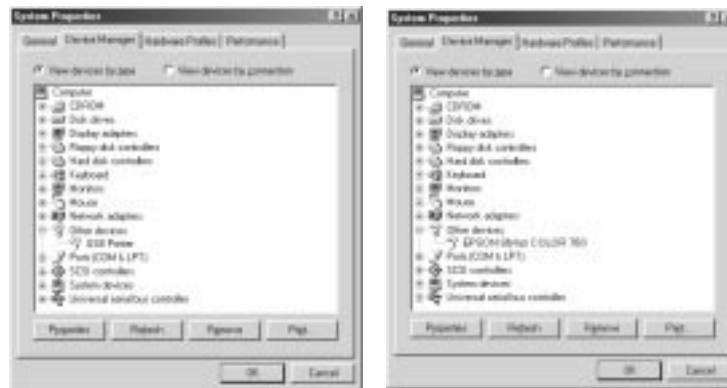 System Properties
General Device Manager Hardware Profiles Performance
View devices by type View devices by connection
Computer
CDROM
Disk drives
Display adapters
Floppy disk controllers
Hard disk controllers
Keyboard
Monitors
Mouse
Network adapters
Other devices
USB Printer
Ports (COM & LPT)
SCSI controllers
System devices
Universal serial bus controller
Properties Refresh Remove Print...
OK Cancel
System Properties
General Device Manager Hardware Profiles Performance
View devices by type View devices by connection
Computer
CDROM
Disk drives
Display adapters
Floppy disk controllers
Hard disk controllers
Keyboard
Monitors
Mouse
Network adapters
Other devices
EPSON Stylus COLOR 760
Ports (COM & LPT)
SCSI controllers
System devices
Universal serial bus controller
Properties Refresh Remove Print...
OK Cancel